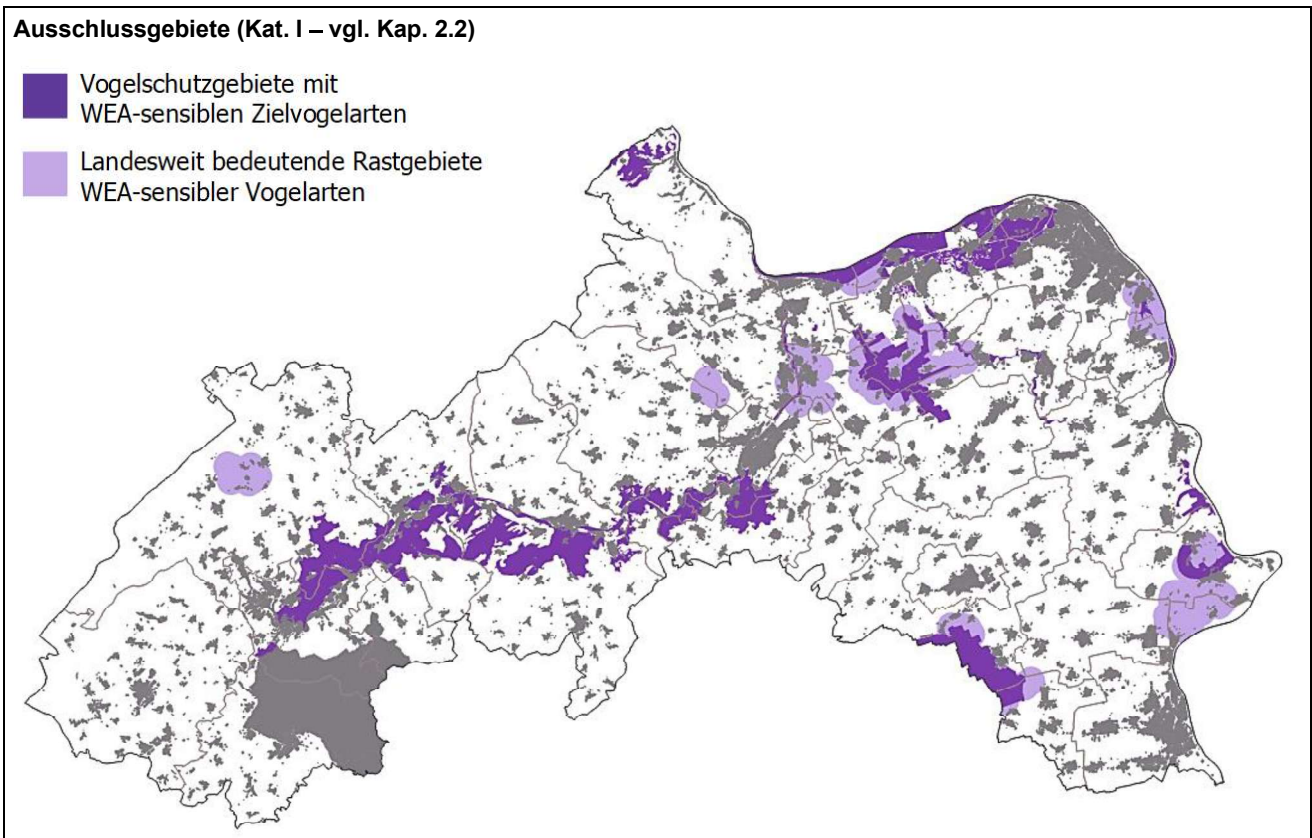 Ausschlussgebiete (Kat. I – vgl. Kap. 2.2)
Vogelschutzgebiete mit
WEA-sensiblen Zielvogelarten
Landesweit bedeutende Rastgebiete
WEA-sensibler Vogelarten